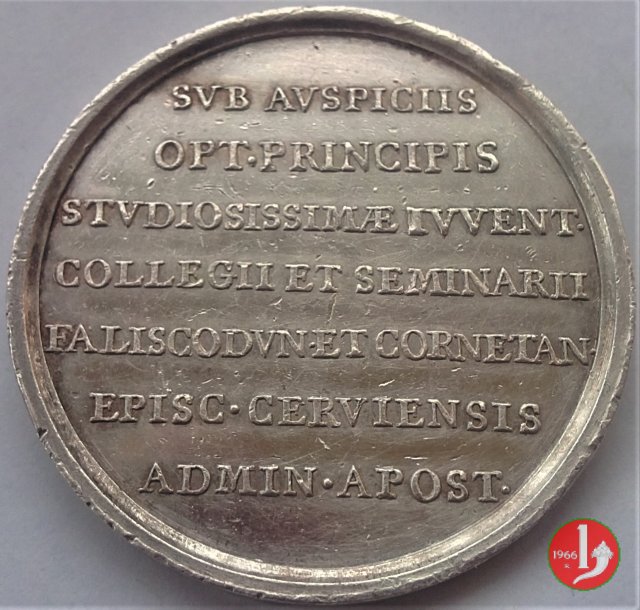 SVB AVSPICIIS
OPT·PRINCIPIS
STVDIOSISSIMÆ IVVENT·
COLLEGII ET SEMINARII
FALISCODVN·ET CORNETAN·
EPISC·CERVIENSIS
ADMIN·APOST·
1966
R